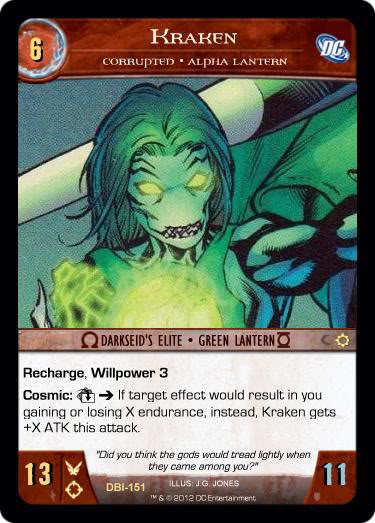 6
KRAKEN
CORRUPTED • ALPHA LANTERN
DC
DARKSEID'S ELITE • GREEN LANTERN
Recharge, Willpower 3
Cosmic: ➔ If target effect would result in you
gaining or losing X endurance, instead, Kraken gets
+X ATK this attack.
"Did you think the gods would tread lightly when
they came among you?"
13
DBI-151
ILLUS: J.G. JONES
™ & © 2012 DC Entertainment
11